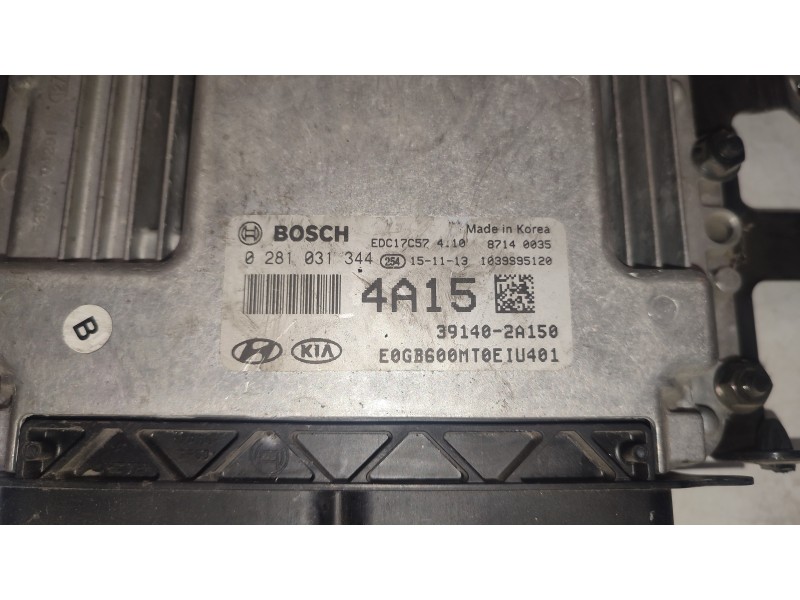 BOSCH
EDC17C57 4.10
Made in Korea
8714 0035
0 281 031 344 254 15-11-13 1039S95120
4A15
39140-2A150
KIA
E0GB600MT0EIU401
B